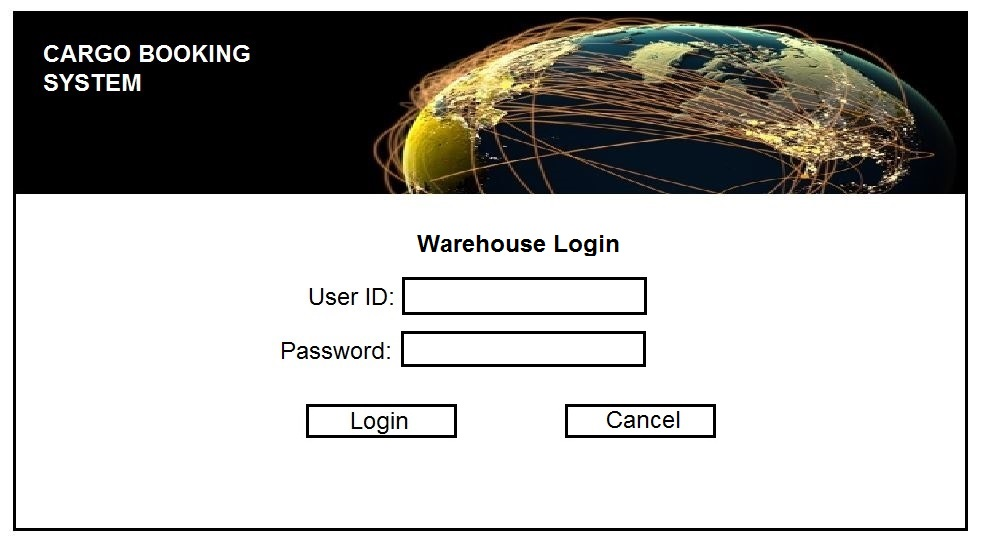 CARGO BOOKING
SYSTEM
Warehouse Login
User ID:
Password:
Login
Cancel